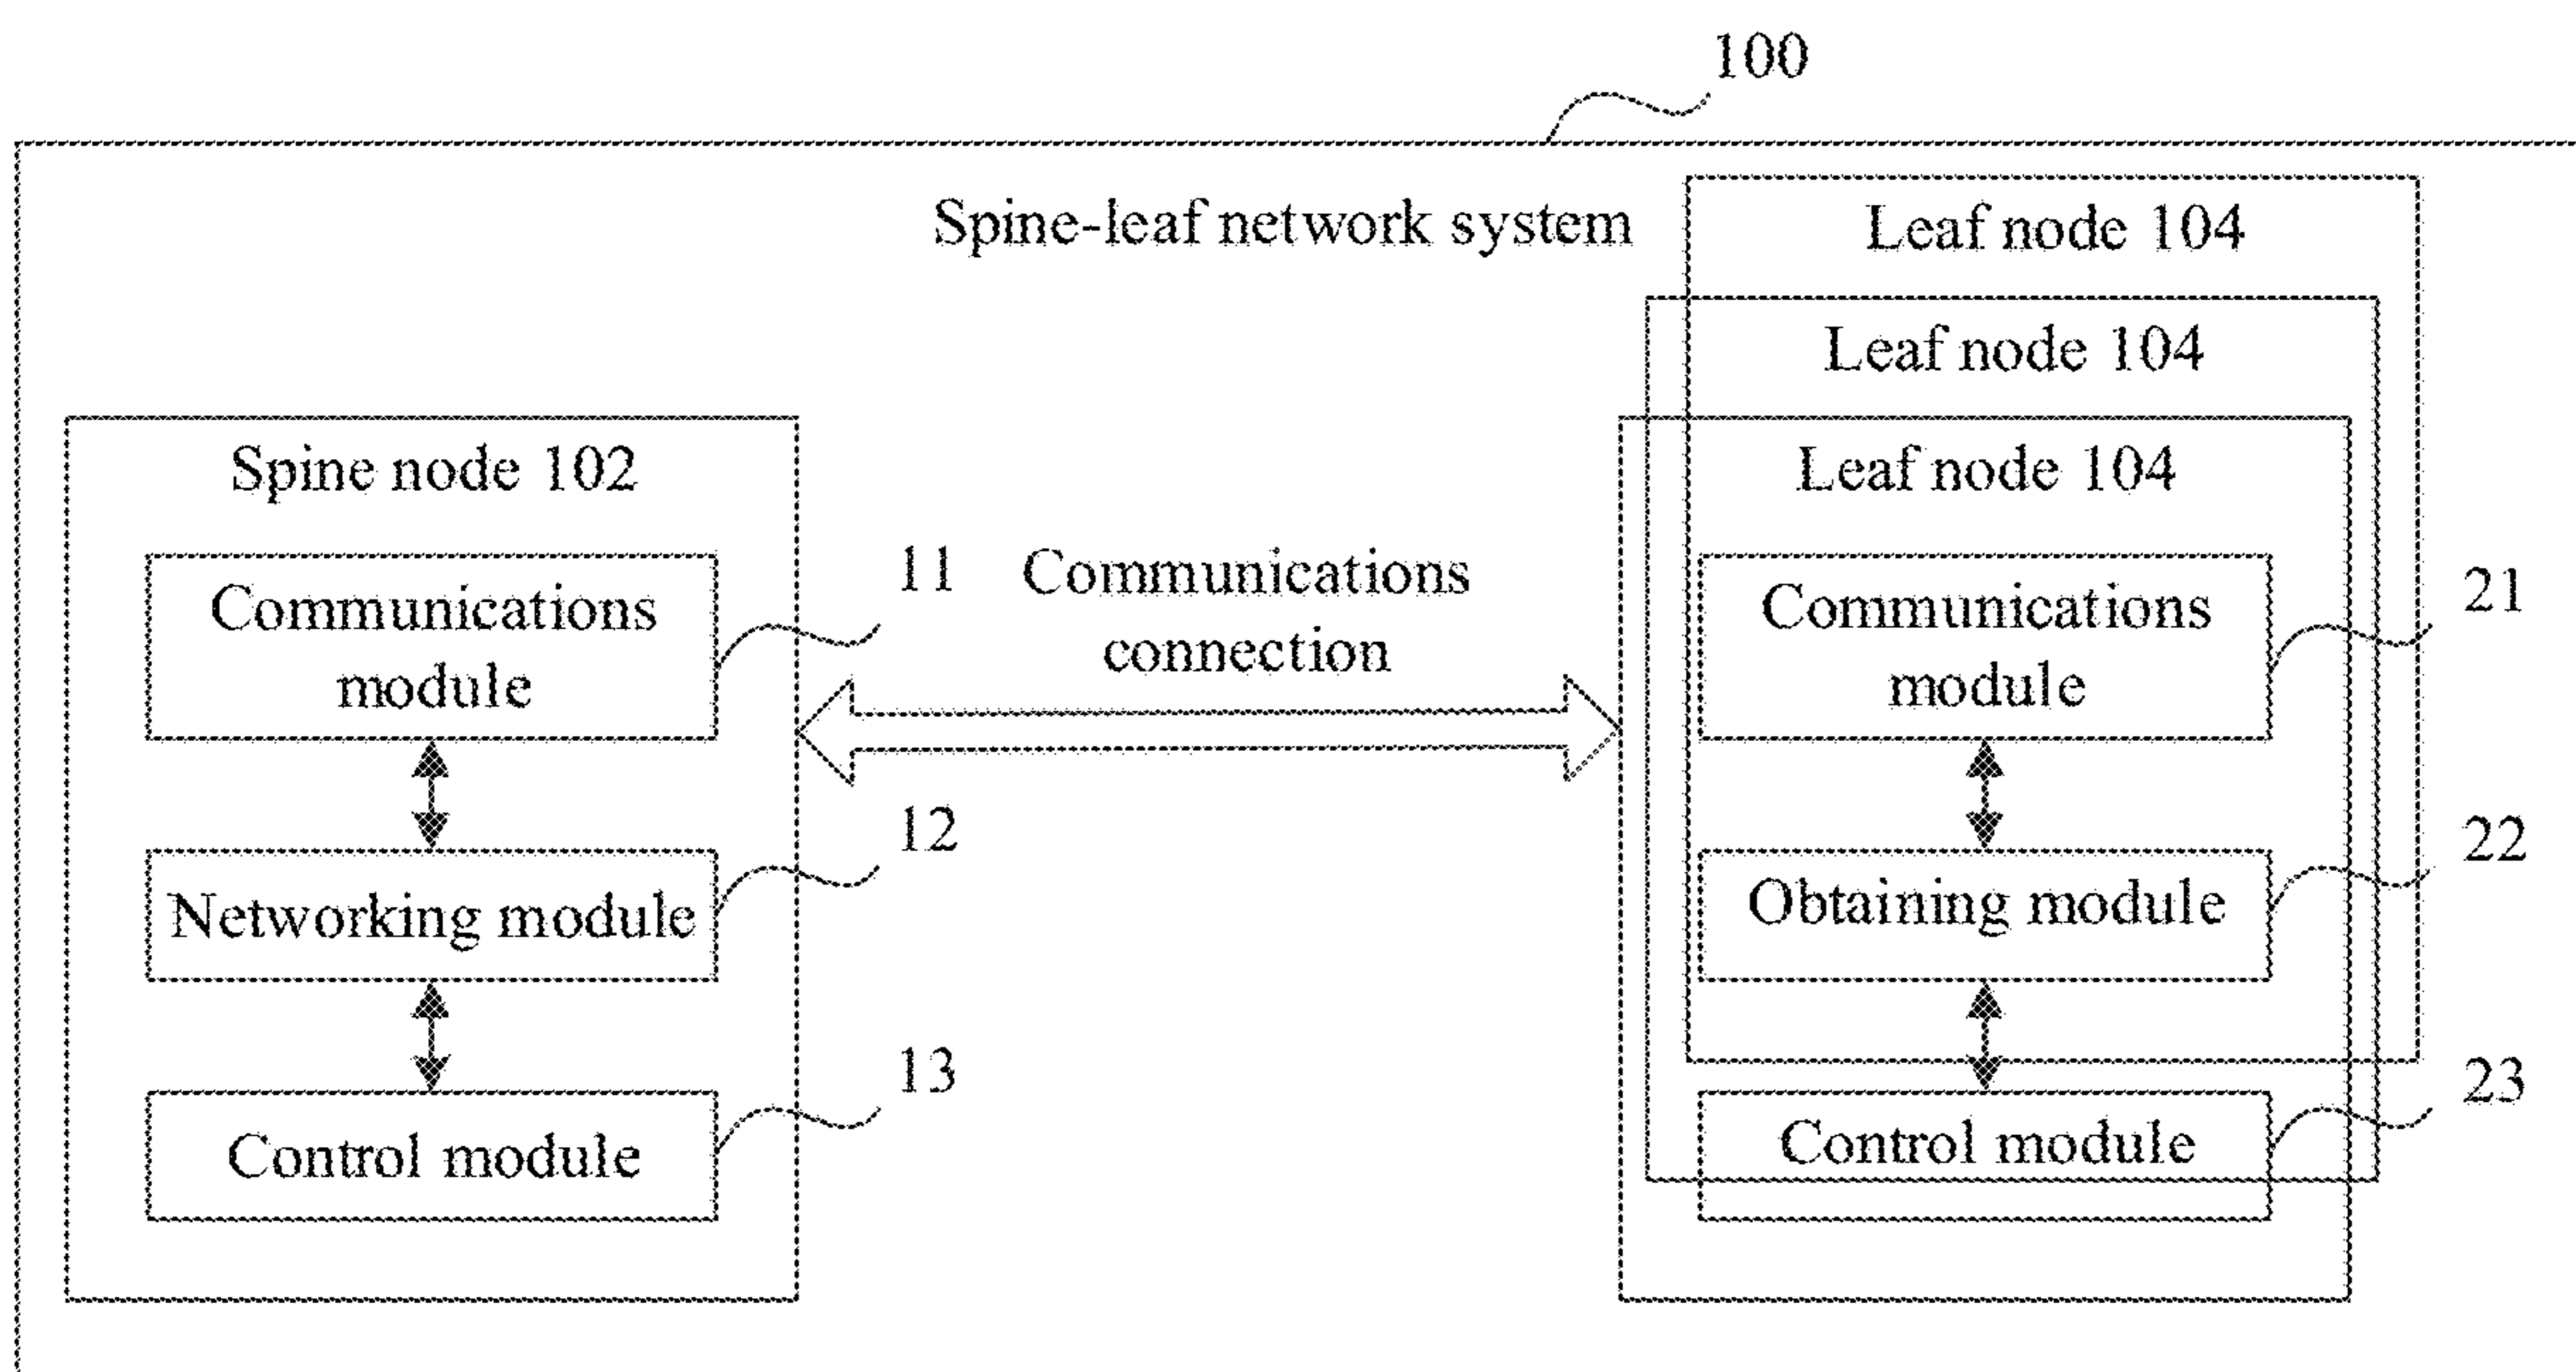 100
Spine-leaf network system
Leaf node 104
Leaf node 104
Leaf node 104
Spine node 102
Communications
module
11
Networking module
12
Control module
13
Communications
connection
Communications
module
21
Obtaining module
22
Control module
23